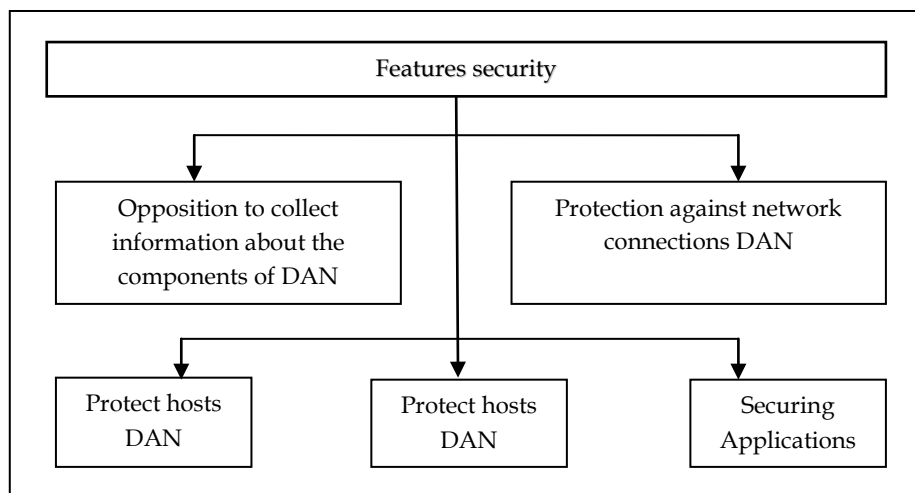 Features security
Opposition to collect
information about the
components of DAN
Protection against network
connections DAN
Protect hosts
DAN
Protect hosts
DAN
Securing
Applications